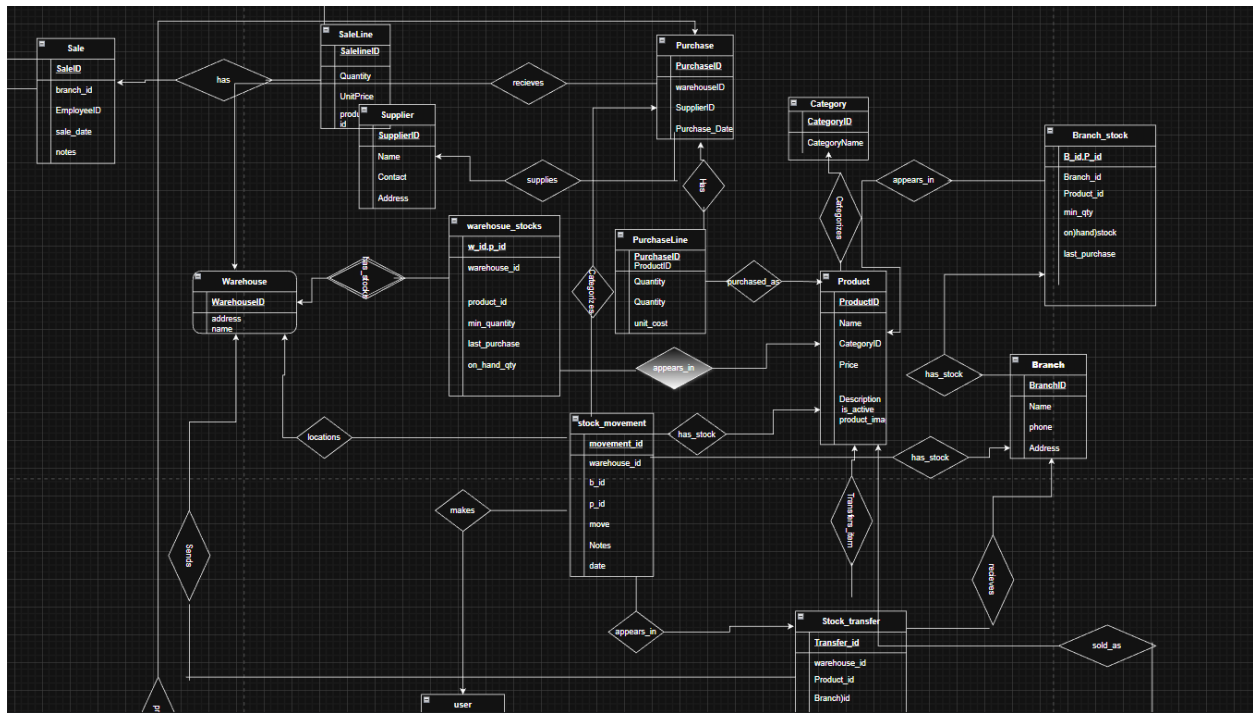 Sale
SaleID
branch_id
EmployeeID
sale_date
notes
has
SaleLine
SalelineID
Quantity
UnitPrice
produ
id
Supplier
SupplierID
Name
Contact
Address
recieves
supplies
Purchase
PurchaseID
warehouseID
SupplierID
Purchase_Date
Has
Category
CategoryID
CategoryName
Categorizes
appears_in
Branch_stock
B_id.P_id
Branch_id
Product_id
min_qty
on)hand)stock
last_purchase
warehosue_stocks
w_id.p_id
warehouse_id
product_id
min_quantity
last_purchase
on_hand_qty
has_stocks
Warehouse
WarehouseID
address
name
Categorizes
PurchaseLine
PurchaseID
ProductID
Quantity
Quantity
unit_cost
purchased_as
Product
ProductID
Name
CategoryID
Price
Description
is_active
product_ima
appears_in
has_stock
Branch
BranchID
Name
phone
Address
locations
stock_movement
movement_id
warehouse_id
b_id
p_id
move
Notes
date
has_stock
has_stock
makes
Sends
Transfers_item
recieves
appears_in
Stock_transfer
Transfer_id
warehouse_id
Product_id
Branch)id
sold_as
user